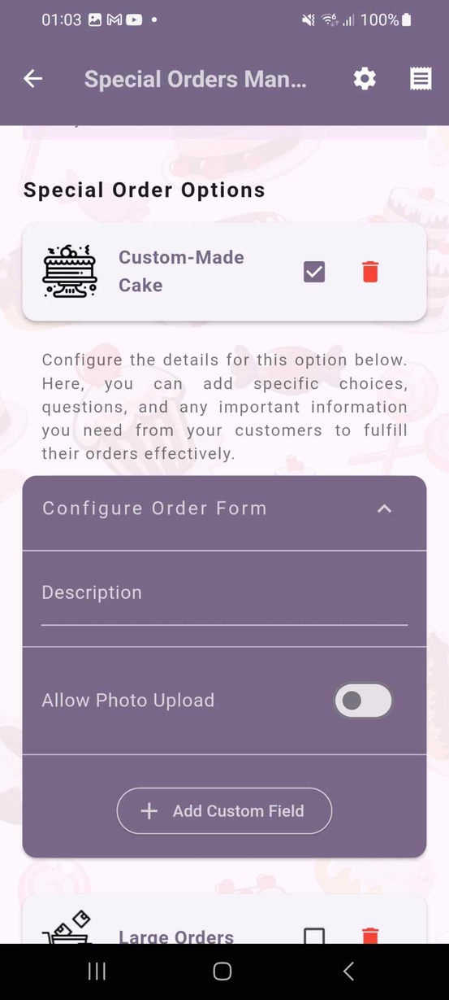 01:03
100%
Special Orders Man...
Special Order Options
Custom-Made
Cake
Configure the details for this option below.
Here, you can add specific choices,
questions, and any important information
you need from your customers to fulfill
their orders effectively.
Configure Order Form
Description
Allow Photo Upload
Add Custom Field
Large Orders